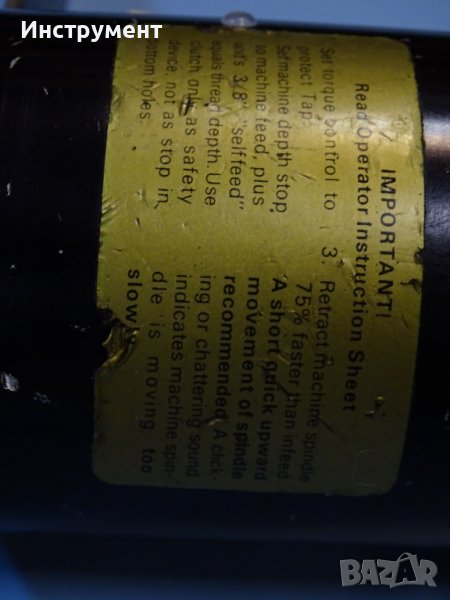 Инструмент
IMPORTANT!
Read Operator Instruction Sheet
Set torque control to
protect Tap.
Set machine depth stop
so machine feed, plus
unit's 3/8" "selffeed"
equals thread depth. Use
clutch only as safety
device, not as stop in
bottom holes.
3. Retract machine spindle
75% faster than infeed.
A short quick upward
movement of spindle
recommended. A click-
ing or chattering sound
indicates machine spin-
dle is moving too
slowly
BAZAR